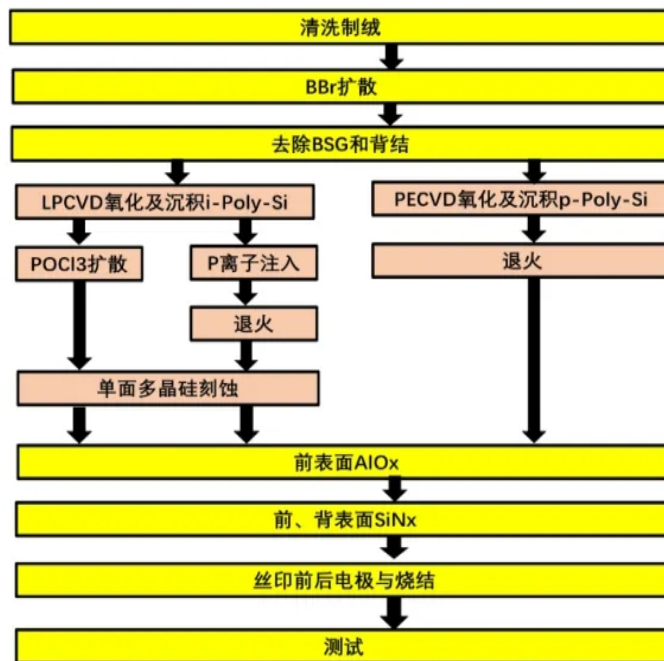 清洗制绒
BBr扩散
去除BSG和背结
LPCVD氧化及沉积i-Poly-Si
PECVD氧化及沉积p-Poly-Si
POCl3扩散
P离子注入
退火
退火
单面多晶硅刻蚀
前表面AlOx
前、背表面SiNx
丝印前后电极与烧结
测试